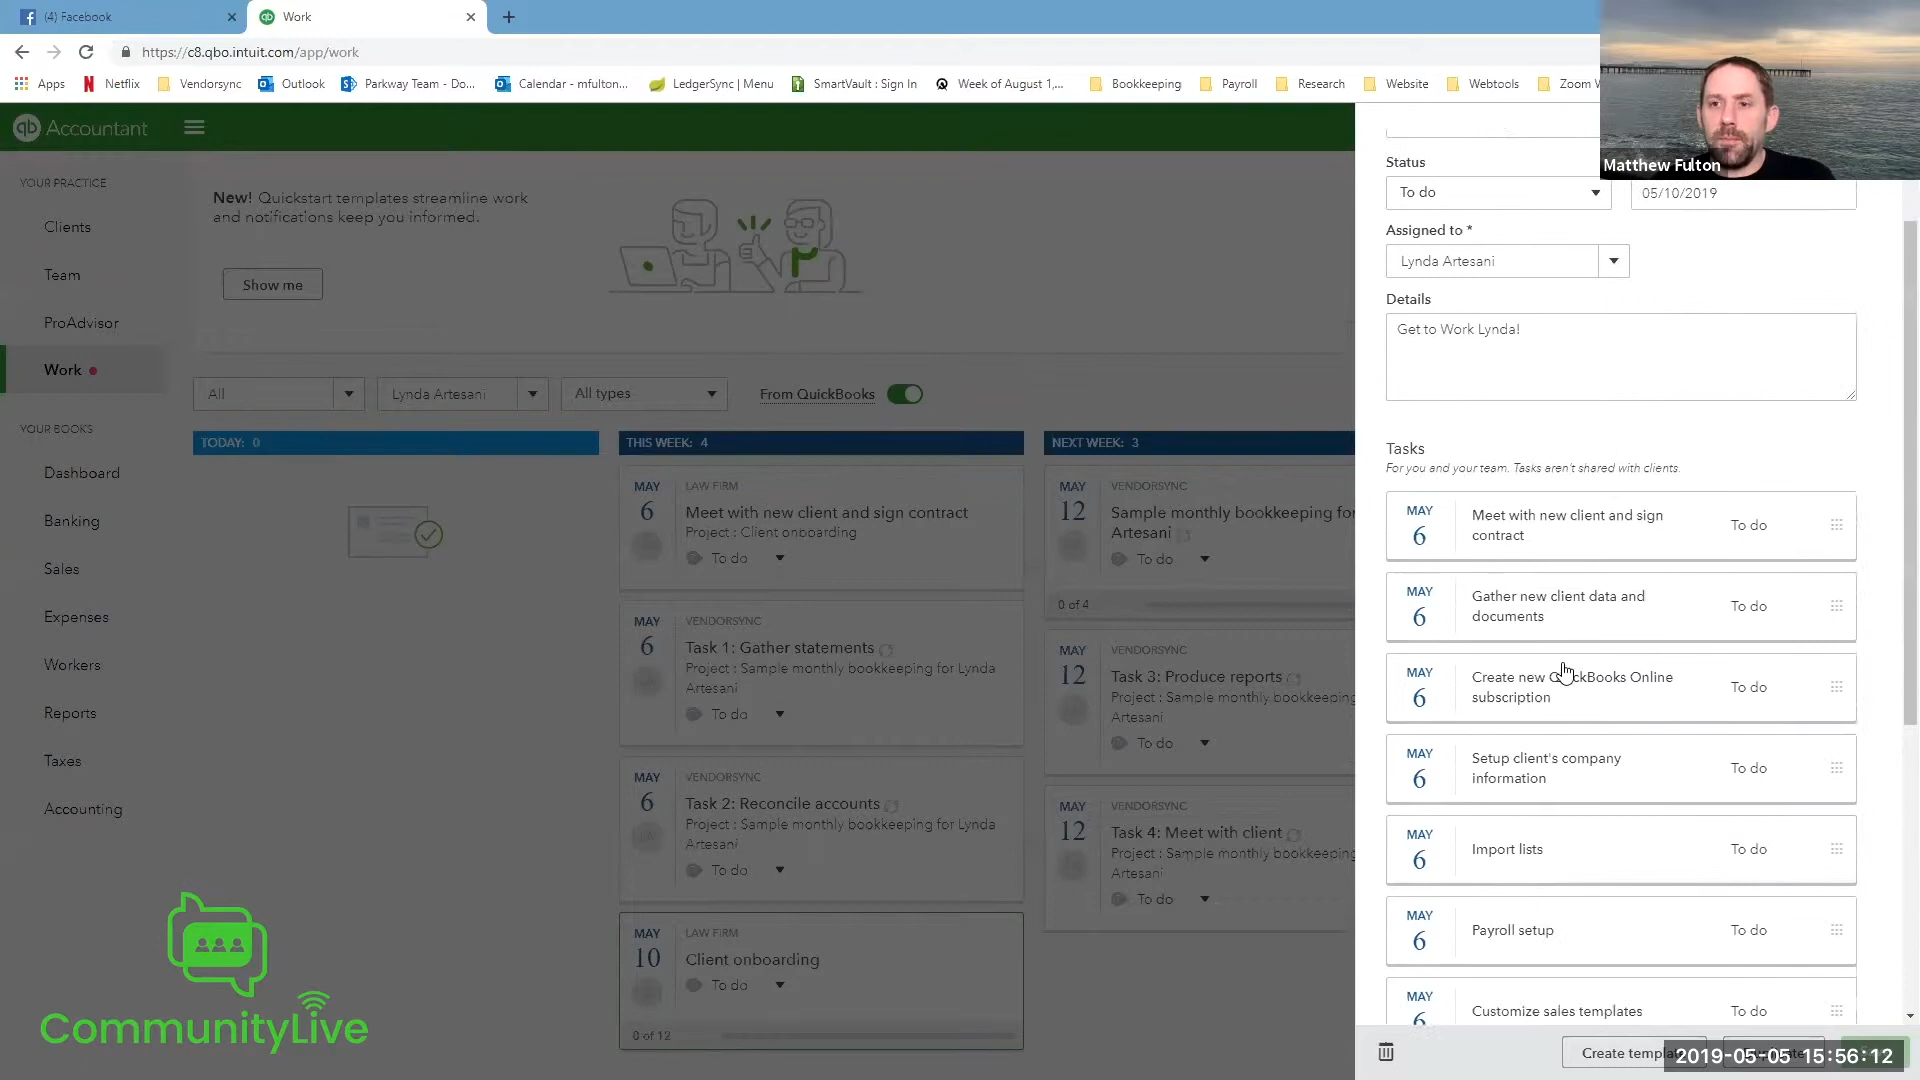 (4) Facebook
Work
https://c8.qbo.intuit.com/app/work
Apps
Netflix
Vendorsync
Outlook
Parkway Team - Do...
Calendar - mfulton...
LedgerSync | Menu
SmartVault : Sign In
Week of August 1,...
Bookkeeping
Payroll
Research
Website
Webtools
Zoom W
Matthew Fulton
qb Accountant
YOUR PRACTICE
Clients
Team
ProAdvisor
Work
YOUR BOOKS
Dashboard
Banking
Sales
Expenses
Workers
Reports
Taxes
Accounting
New! Quickstart templates streamline work
and notifications keep you informed.
Show me
All
Lynda Artesani
All types
From QuickBooks
TODAY: 0
THIS WEEK: 4
MAY
6
LAW FIRM
Meet with new client and sign contract
Project : Client onboarding
To do
MAY
6
VENDORSYNC
Task 1: Gather statements
Project : Sample monthly bookkeeping for Lynda
Artesani
To do
MAY
6
VENDORSYNC
Task 2: Reconcile accounts
Project : Sample monthly bookkeeping for Lynda
Artesani
To do
MAY
10
LAW FIRM
Client onboarding
To do
0 of 12
NEXT WEEK: 3
MAY
12
VENDORSYNC
Sample monthly bookkeeping for
Artesani
To do
0 of 4
MAY
12
VENDORSYNC
Task 3: Produce reports
Project : Sample monthly bookkeeping
Artesani
To do
MAY
12
VENDORSYNC
Task 4: Meet with client
Project : Sample monthly bookkeeping
Artesani
To do
Status
To do
05/10/2019
Assigned to *
Lynda Artesani
Details
Get to Work Lynda!
Tasks
For you and your team. Tasks aren't shared with clients.
MAY
6
Meet with new client and sign
contract
To do
MAY
6
Gather new client data and
documents
To do
MAY
6
Create new QuickBooks Online
subscription
To do
MAY
6
Setup client's company
information
To do
MAY
6
Import lists
To do
MAY
6
Payroll setup
To do
MAY
6
Customize sales templates
To do
Create templ
2019-05-05 15:56:12
CommunityLive